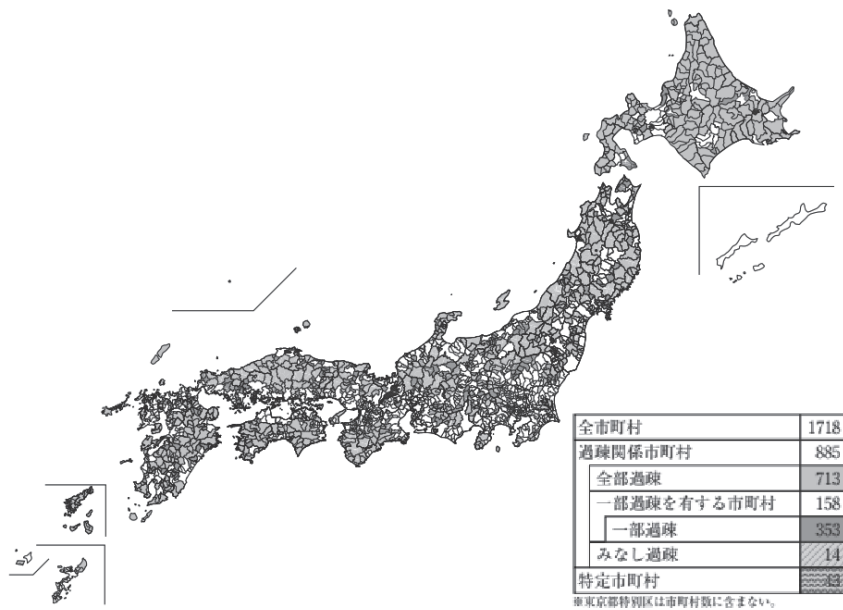 全市町村 1718
過疎関係市町村 885
全部過疎 713
一部過疎を有する市町村 158
一部過疎 353
みなし過疎 14
特定市町村 43
※東京都特別区は市町村数に含まない。